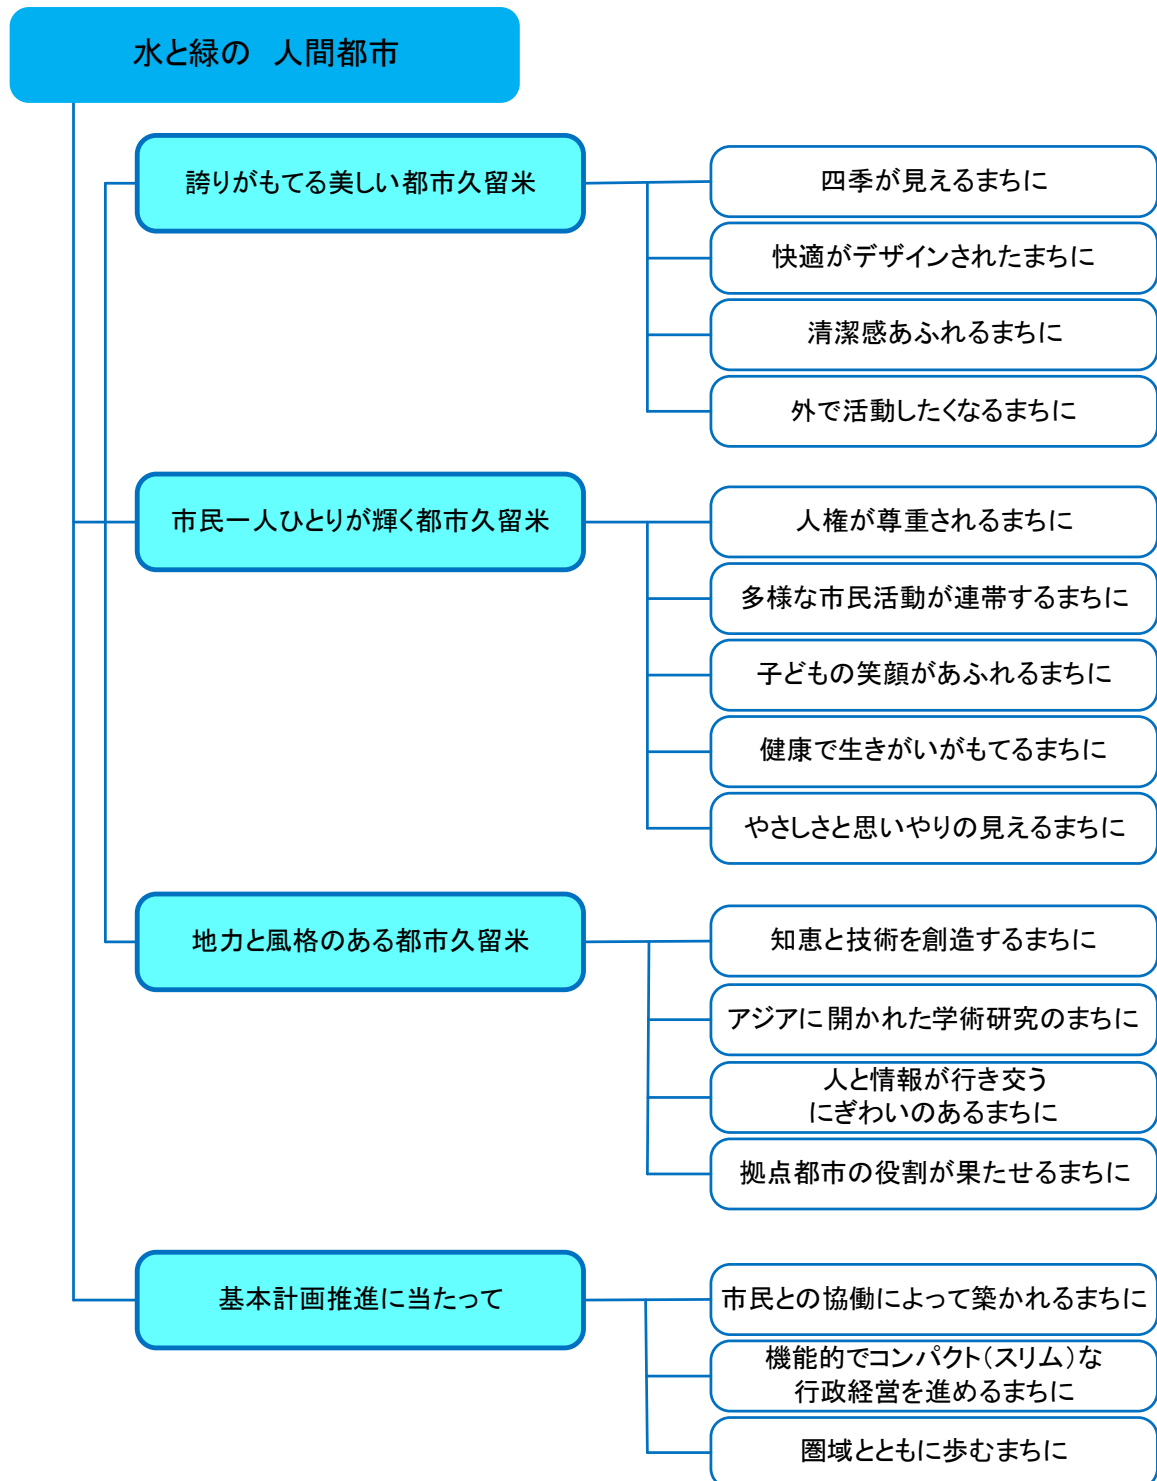 水と緑の　人間都市
誇りがもてる美しい都市久留米
四季が見えるまちに
快適がデザインされたまちに
清潔感あふれるまちに
外で活動したくなるまちに
市民一人ひとりが輝く都市久留米
人権が尊重されるまちに
多様な市民活動が連帯するまちに
子どもの笑顔があふれるまちに
健康で生きがいがもてるまちに
やさしさと思いやりの見えるまちに
地力と風格のある都市久留米
知恵と技術を創造するまちに
アジアに開かれた学術研究のまちに
人と情報が行き交う
にぎわいのあるまちに
拠点都市の役割が果たせるまちに
基本計画推進に当たって
市民との協働によって築かれるまちに
機能的でコンパクト（スリム）な
行政経営を進めるまちに
圏域とともに歩むまちに